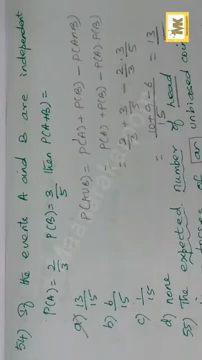 54) If the events A and B are independent
P(A) = 2/3 P(B) = 3/5 then P(A+B) =
a) 13/15 P(A∪B) = P(A) + P(B) - P(A∩B)
b) 6/15 = P(A) + P(B) - P(A) P(B)
= 2/3 + 3/5 - 2/3 · 3/5
c) 1/15 = 10+9-6/15 = 13/15
d) none
55) The expected number of head
of an unbiased coin
MK